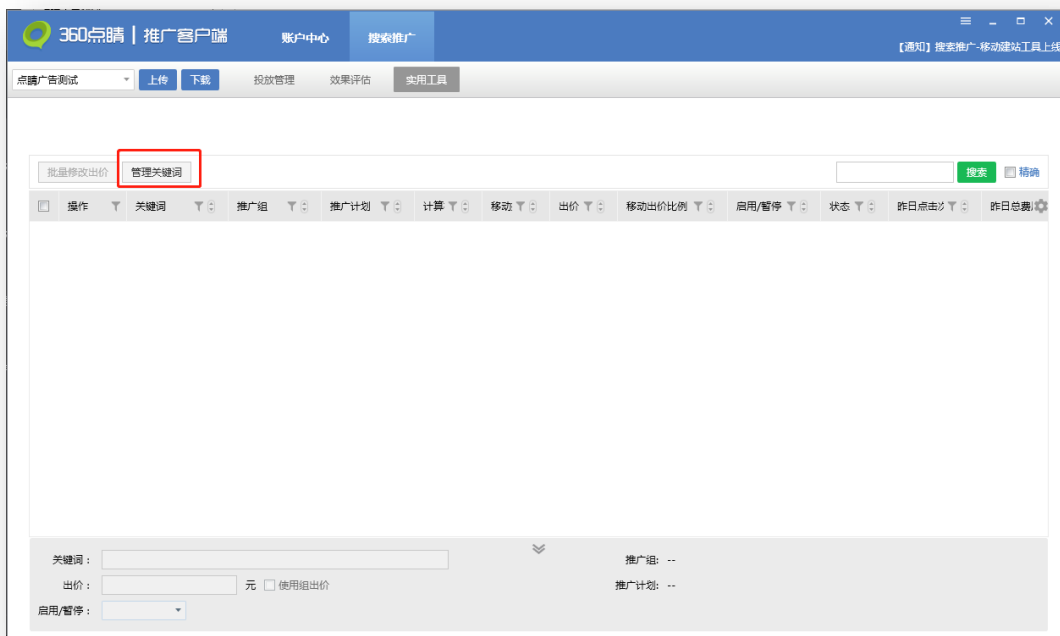 360点睛 | 推广客户端 账户中心 搜索推广
【通知】搜索推广-移动建站工具上线
点睛广告测试 上传 下载 投放管理 效果评估 实用工具
批量修改出价 管理关键词 搜索 精确
操作 关键词 推广组 推广计划 计算 移动 出价 移动出价比例 启用/暂停 状态 昨日点击 昨日总费
关键词: 推广组: --
出价: 元 使用组出价 推广计划: --
启用/暂停: